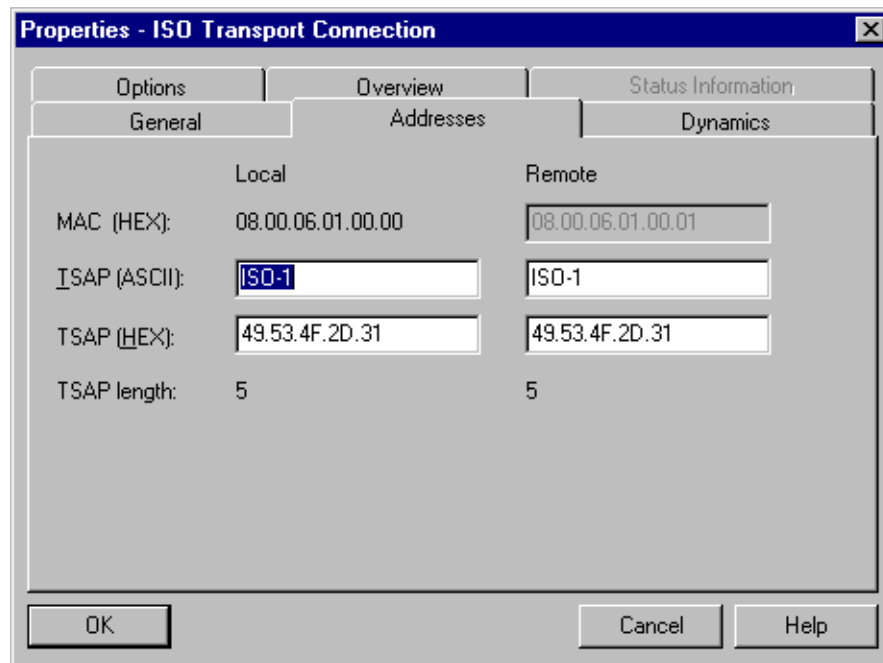 Properties - ISO Transport Connection
Options Overview Status Information
General Addresses Dynamics
Local Remote
MAC (HEX): 08.00.06.01.00.00 08.00.06.01.00.01
TSAP (ASCII): ISO-1 ISO-1
TSAP (HEX): 49.53.4F.2D.31 49.53.4F.2D.31
TSAP length: 5 5
OK Cancel Help